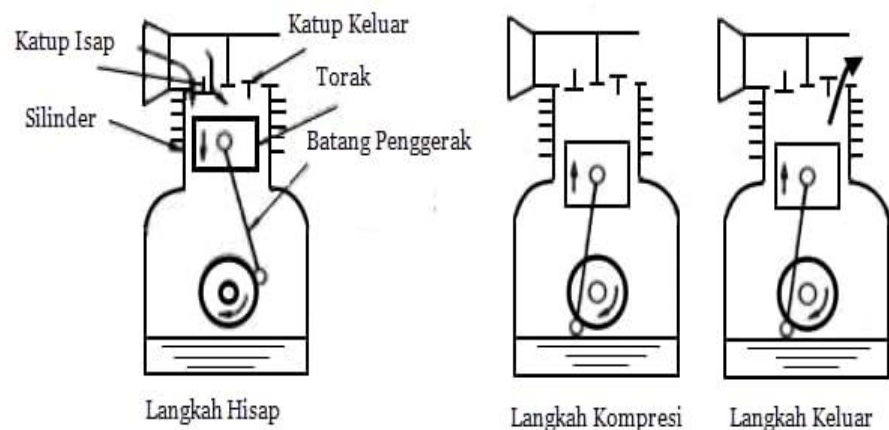 Katup Isap
Katup Keluar
Torak
Silinder
Batang Penggerak
Langkah Hisap
Langkah Kompresi
Langkah Keluar